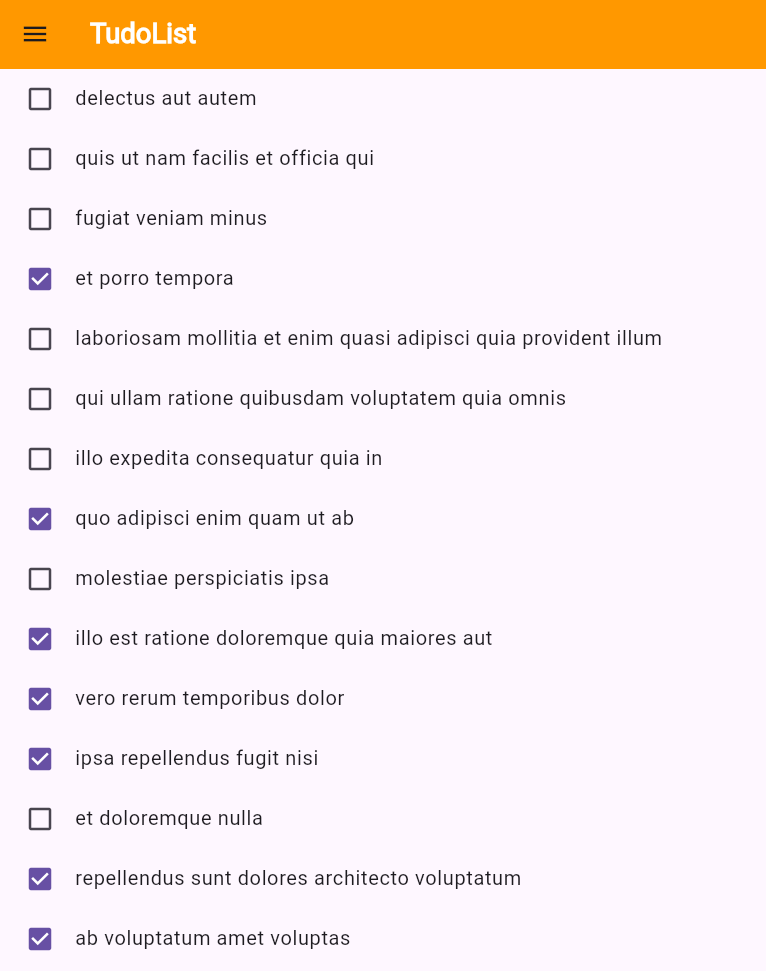 TudoList
delectus aut autem
quis ut nam facilis et officia qui
fugiat veniam minus
et porro tempora
laboriosam mollitia et enim quasi adipisci quia provident illum
qui ullam ratione quibusdam voluptatem quia omnis
illo expedita consequatur quia in
quo adipisci enim quam ut ab
molestiae perspiciatis ipsa
illo est ratione doloremque quia maiores aut
vero rerum temporibus dolor
ipsa repellendus fugit nisi
et doloremque nulla
repellendus sunt dolores architecto voluptatum
ab voluptatum amet voluptas